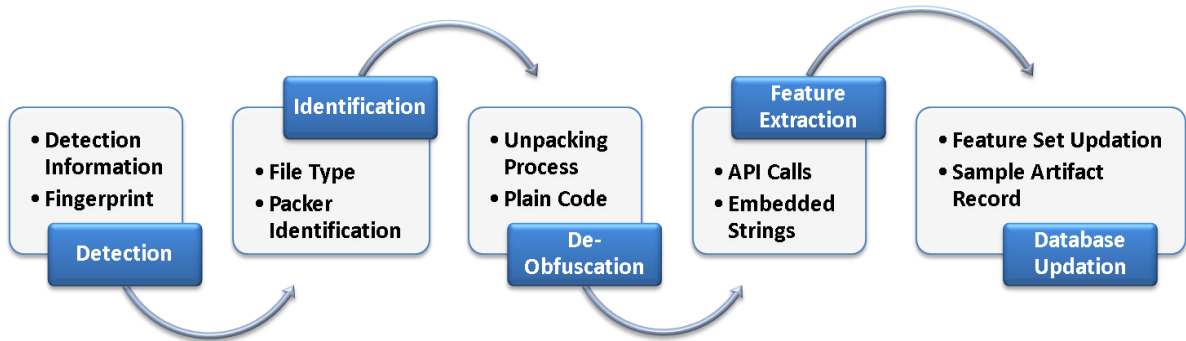 • Detection
Information
• Fingerprint
Detection
Identification
• File Type
• Packer
Identification
• Unpacking
Process
• Plain Code
De-
Obfuscation
Feature
Extraction
• API Calls
• Embedded
Strings
• Feature Set Updation
• Sample Artifact
Record
Database
Updation